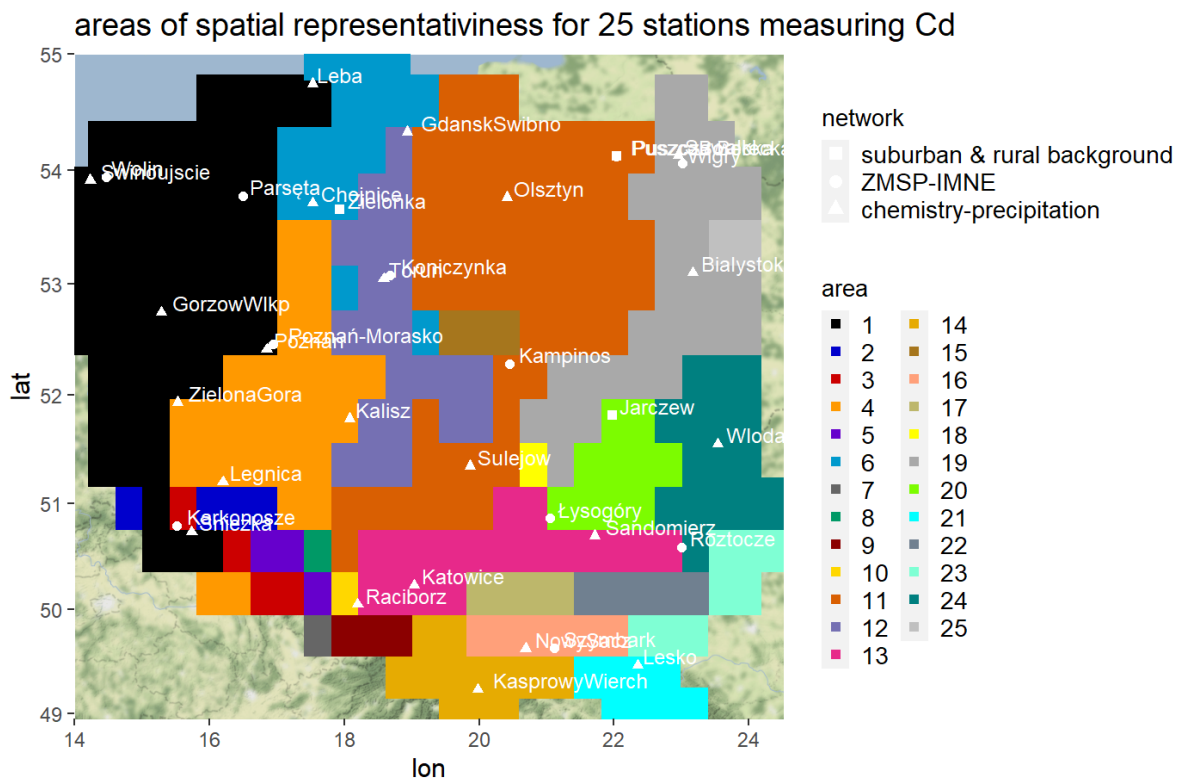 areas of spatial representativiness for 25 stations measuring Cd
55
54
53
52
51
50
49
lat
14
16
18
20
22
24
lon
Leba
GdanskSwibno
Wolin
Swinoujscie
Parsęta
Chojnice
Zielonka
Olsztyn
Wigry
Koniczynka
Torun
Bialystok
GorzowWlkp
Poznań-Morasko
Poznan
Kampinos
ZielonaGora
Kalisz
Jarczew
Wloda
Sulejow
Legnica
Karkonosze
Sniezka
Łysogóry
Sandomierz
Roztocze
Katowice
Raciborz
NowySacz
Szymbark
Lesko
KasprowyWierch
network
suburban & rural background
ZMSP-IMNE
chemistry-precipitation
area
1
2
3
4
5
6
7
8
9
10
11
12
13
14
15
16
17
18
19
20
21
22
23
24
25